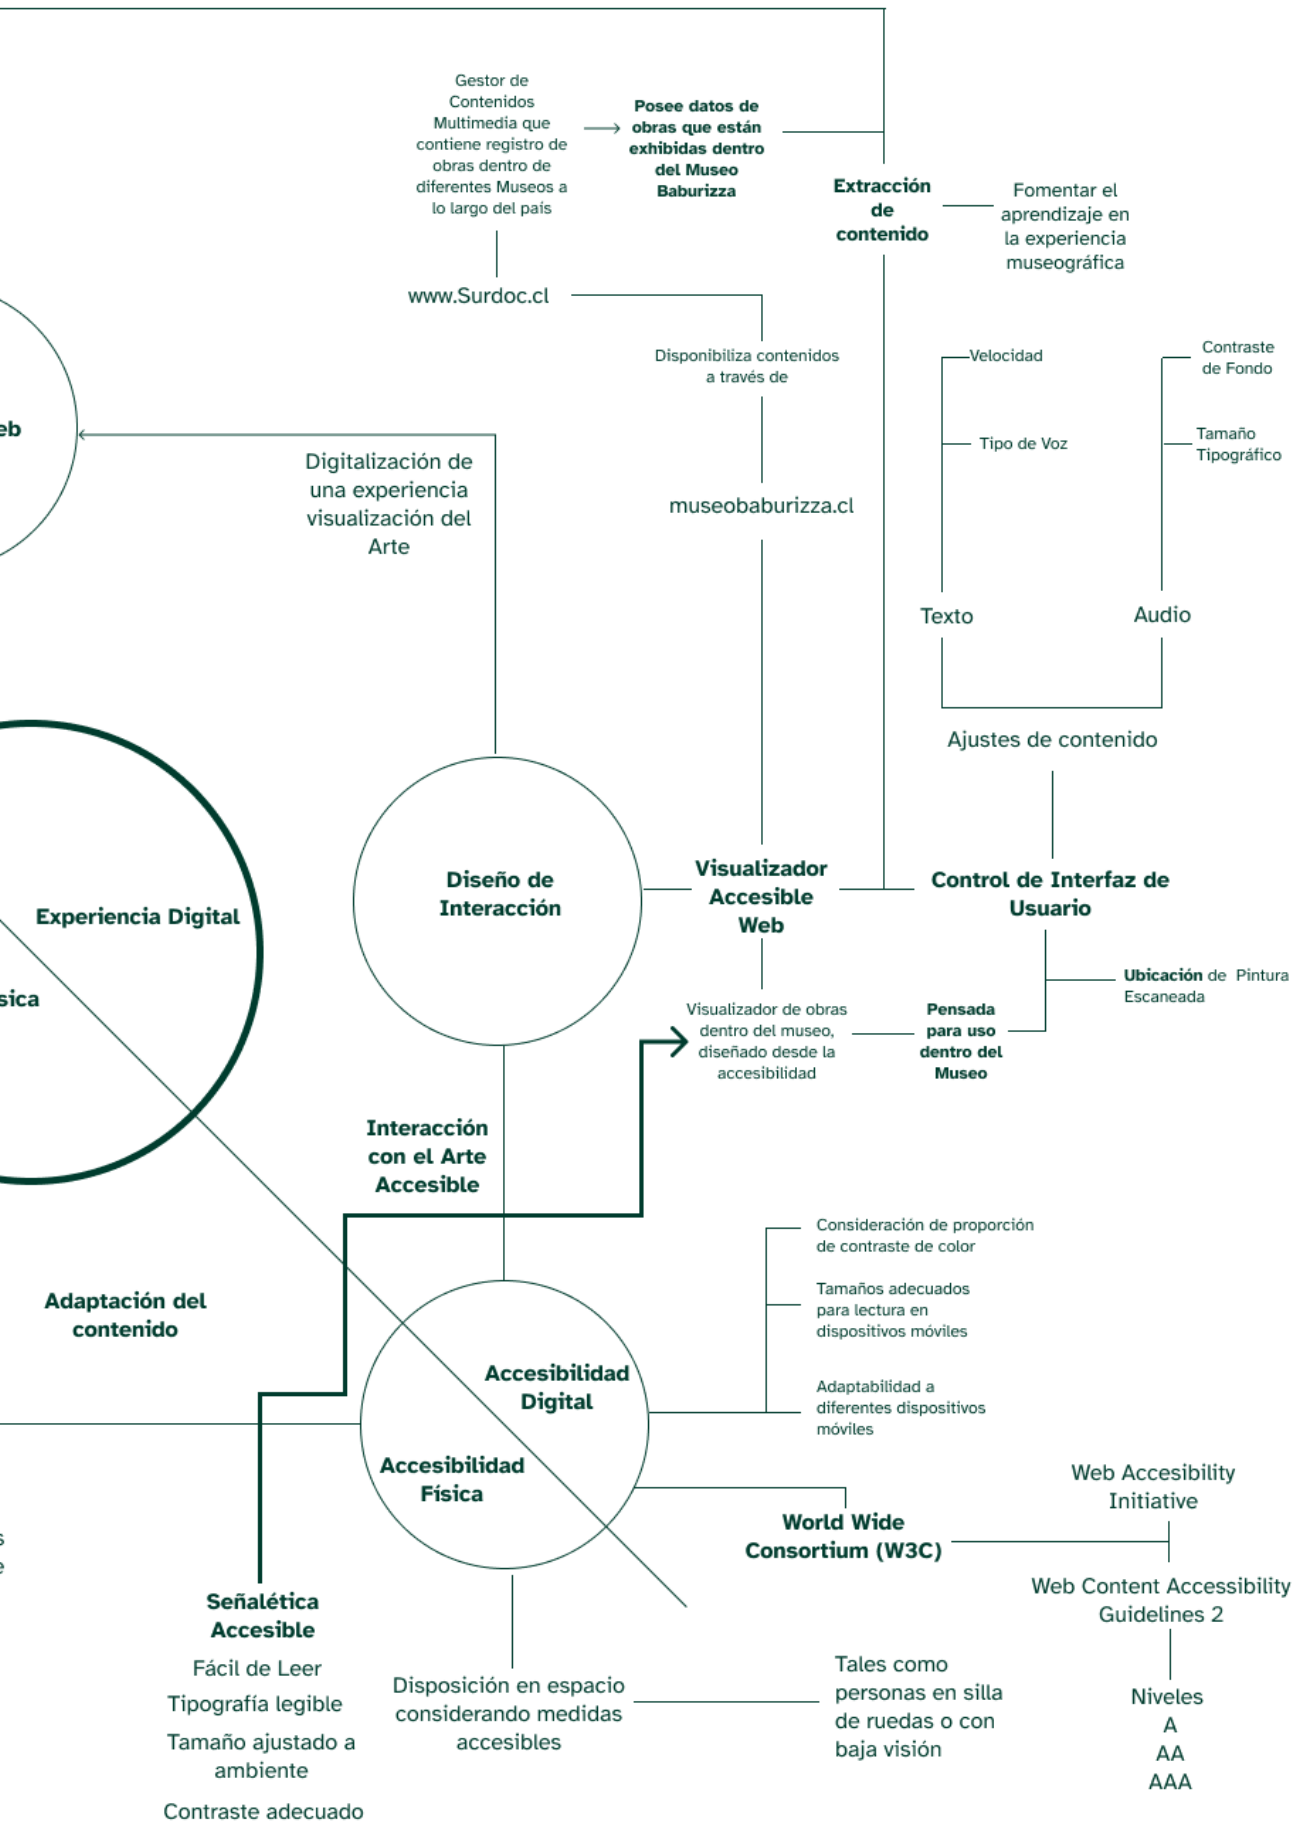 Gestor de
Contenidos
Multimedia que
contiene registro de
obras dentro de
diferentes Museos a
lo largo del país
Posee datos de
obras que están
exhibidas dentro
del Museo
Baburizza
Extracción
de
contenido
Fomentar el
aprendizaje en
la experiencia
museográfica
www.Surdoc.cl
Disponibiliza contenidos
a través de
Velocidad
Contraste
de Fondo
eb
Tipo de Voz
Tamaño
Tipográfico
Digitalización de
una experiencia
visualización del
Arte
museobaburizza.cl
Texto
Audio
Ajustes de contenido
Diseño de
Interacción
Visualizador
Accesible
Web
Control de Interfaz de
Usuario
Experiencia Digital
sica
Ubicación de Pintura
Escaneada
Visualizador de obras
dentro del museo,
diseñado desde la
accesibilidad
Pensada
para uso
dentro del
Museo
Interacción
con el Arte
Accesible
Consideración de proporción
de contraste de color
Tamaños adecuados
para lectura en
dispositivos móviles
Adaptabilidad a
diferentes dispositivos
móviles
Adaptación del
contenido
Accesibilidad
Digital
Accesibilidad
Física
Web Accesibility
Initiative
World Wide
Consortium (W3C)
s
e
Web Content Accessibility
Guidelines 2
Señalética
Accesible
Fácil de Leer
Tipografía legible
Tamaño ajustado a
ambiente
Contraste adecuado
Disposición en espacio
considerando medidas
accesibles
Tales como
personas en silla
de ruedas o con
baja visión
Niveles
A
AA
AAA